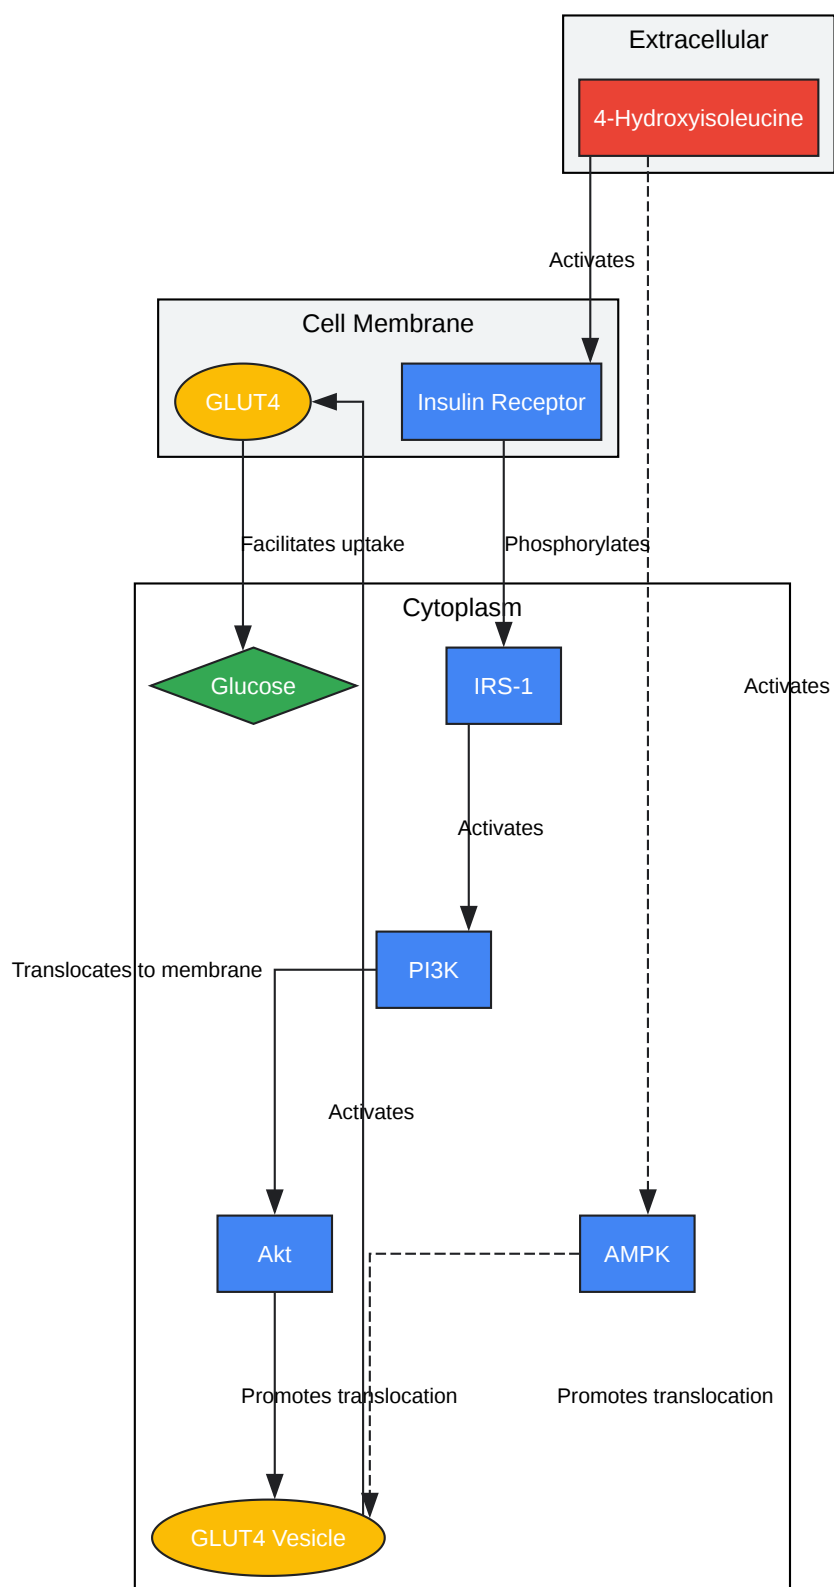 Extracellular
4-Hydroxyisoleucine
Activates
Cell Membrane
GLUT4
Insulin Receptor
Facilitates uptake
Phosphorylates
Cytoplasm
Glucose
IRS-1
Activates
Activates
PI3K
Translocates to membrane
Activates
Akt
AMPK
Promotes translocation
Promotes translocation
GLUT4 Vesicle